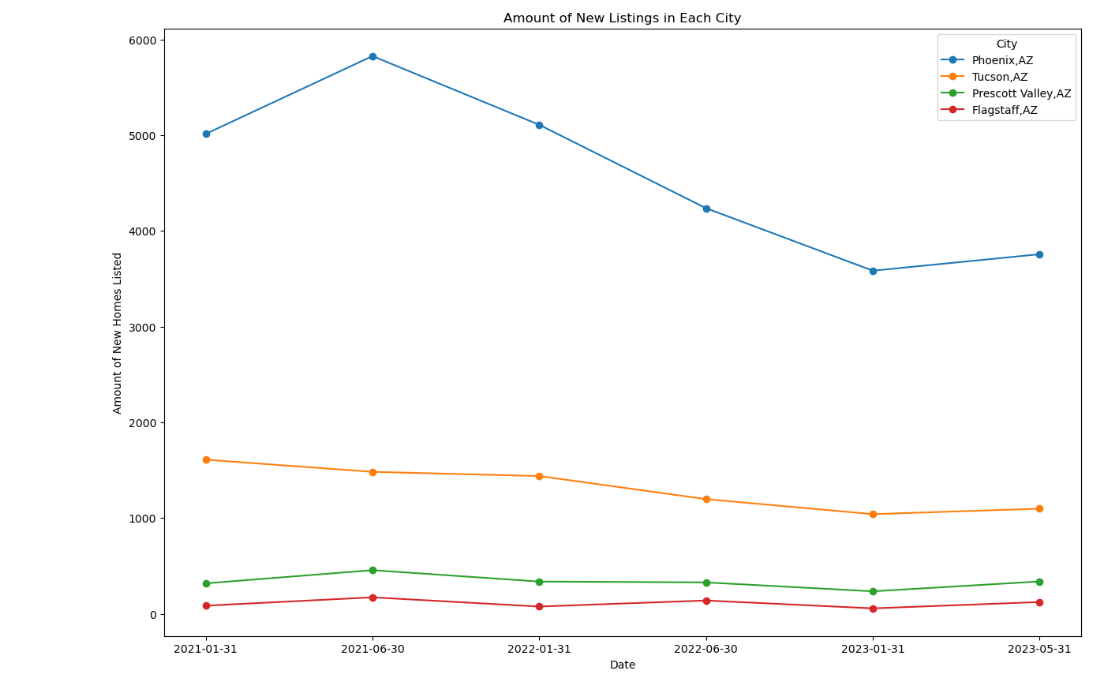 Amount of New Listings in Each City
City
Phoenix,AZ
Tucson,AZ
Prescott Valley,AZ
Flagstaff,AZ
Amount of New Homes Listed
6000
5000
4000
3000
2000
1000
0
2021-01-31
2021-06-30
2022-01-31
2022-06-30
2023-01-31
2023-05-31
Date